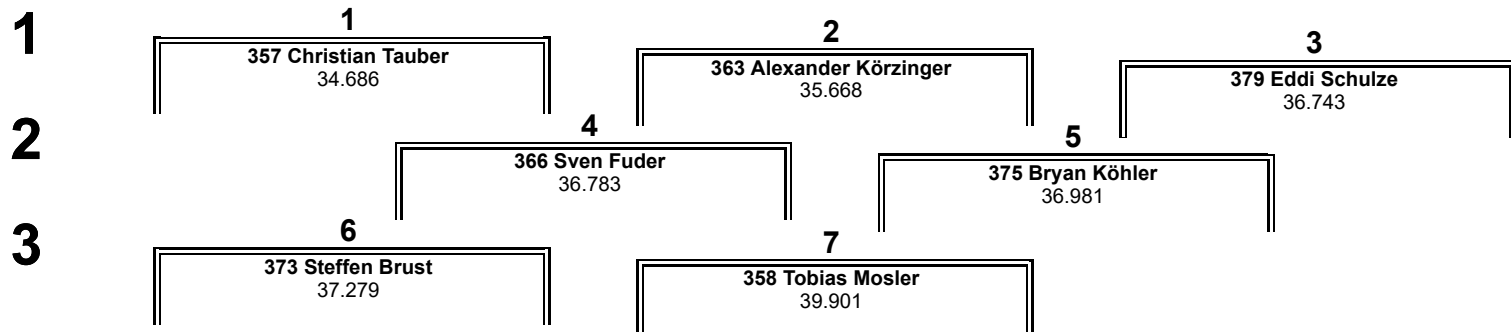 1
1
357 Christian Tauber
34.686
2
363 Alexander Körzinger
35.668
3
379 Eddi Schulze
36.743
2
4
366 Sven Fuder
36.783
5
375 Bryan Köhler
36.981
3
6
373 Steffen Brust
37.279
7
358 Tobias Mosler
39.901